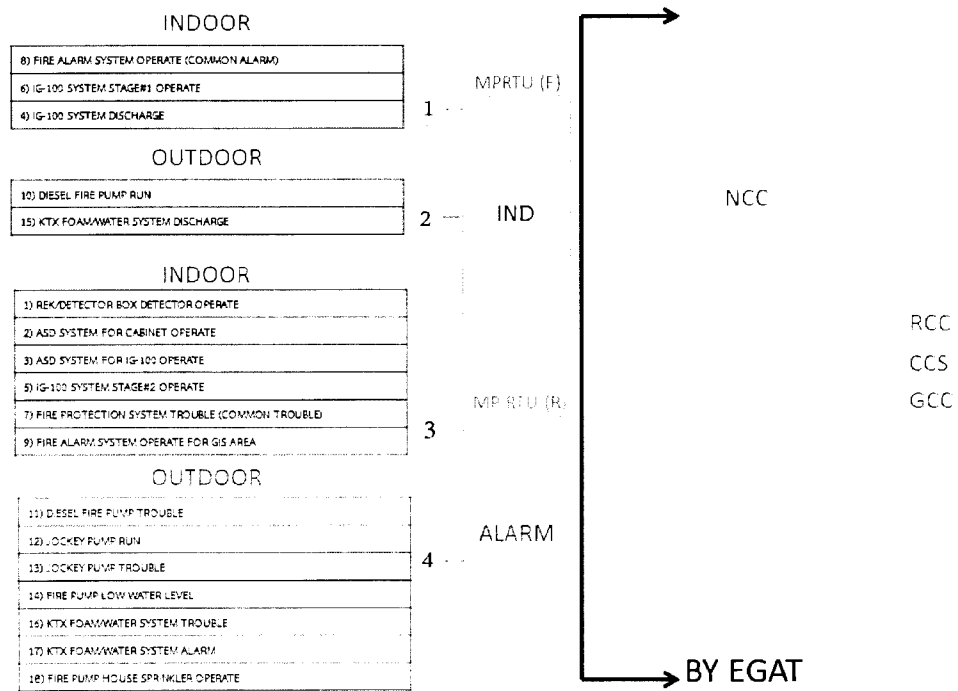 INDOOR
8) FIRE ALARM SYSTEM OPERATE (COMMON ALARM)
6) IG-100 SYSTEM STAGE#1 OPERATE
4) IG-100 SYSTEM DISCHARGE
1
MPRTU (F)
OUTDOOR
10) DIESEL FIRE PUMP RUN
15) KTX FOAM/WATER SYSTEM DISCHARGE
2
IND
NCC
INDOOR
1) REK/DETECTOR BOX DETECTOR OPERATE
2) ASD SYSTEM FOR CABINET OPERATE
3) ASD SYSTEM FOR IG-100 OPERATE
5) IG-100 SYSTEM STAGE#2 OPERATE
7) FIRE PROTECTION SYSTEM TROUBLE (COMMON TROUBLE)
9) FIRE ALARM SYSTEM OPERATE FOR GIS AREA
3
MP RTU (R)
RCC
CCS
GCC
OUTDOOR
11) DIESEL FIRE PUMP TROUBLE
12) JOCKEY PUMP RUN
13) JOCKEY PUMP TROUBLE
14) FIRE PUMP LOW WATER LEVEL
16) KTX FOAM/WATER SYSTEM TROUBLE
17) KTX FOAM/WATER SYSTEM ALARM
18) FIRE PUMP HOUSE SPRINKLER OPERATE
4
ALARM
BY EGAT